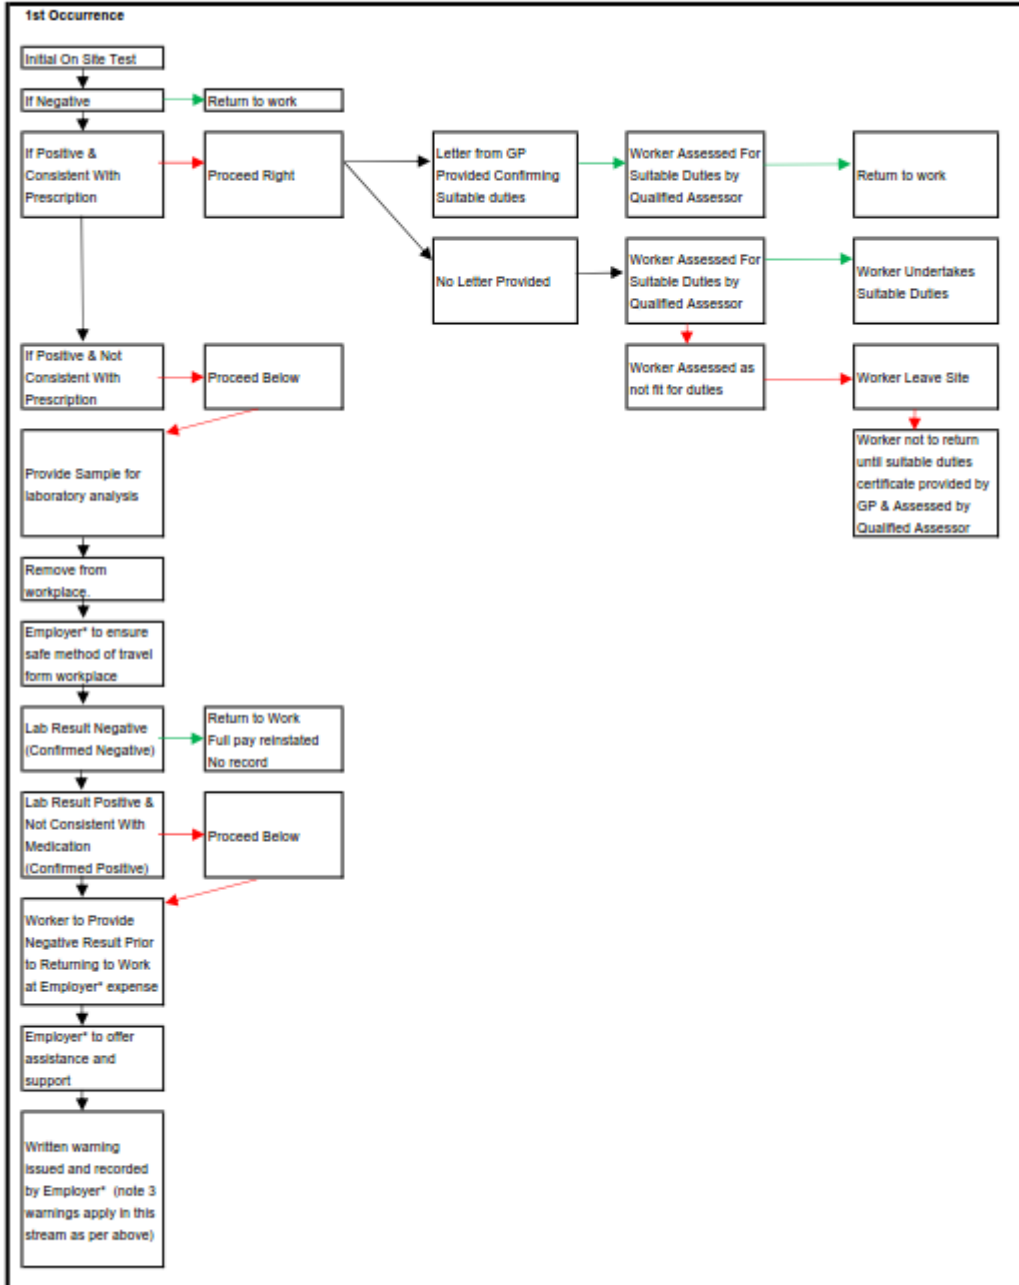 1st Occurrence
Initial On Site Test
If Negative
Return to work
If Positive &
Consistent With
Prescription
Proceed Right
Letter from GP
Provided Confirming
Suitable duties
Worker Assessed For
Suitable Duties by
Qualified Assessor
Return to work
No Letter Provided
Worker Assessed For
Suitable Duties by
Qualified Assessor
Worker Undertakes
Suitable Duties
If Positive & Not
Consistent With
Prescription
Proceed Below
Worker Assessed as
not fit for duties
Worker Leave Site
Worker not to return
until suitable duties
certificate provided by
GP & Assessed by
Qualified Assessor
Provide Sample for
laboratory analysis
Remove from
workplace.
Employer* to ensure
safe method of travel
form workplace
Lab Result Negative
(Confirmed Negative)
Return to Work
Full pay reinstated
No record
Lab Result Positive &
Not Consistent With
Medication
(Confirmed Positive)
Proceed Below
Worker to Provide
Negative Result Prior
to Returning to Work
at Employer* expense
Employer* to offer
assistance and
support
Written warning
issued and recorded
by Employer* (note 3
warnings apply in this
stream as per above)